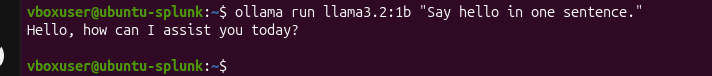 vboxuser@ubuntu-splunk:~$ ollama run llama3.2:1b "Say hello in one sentence."
Hello, how can I assist you today?
vboxuser@ubuntu-splunk:~$